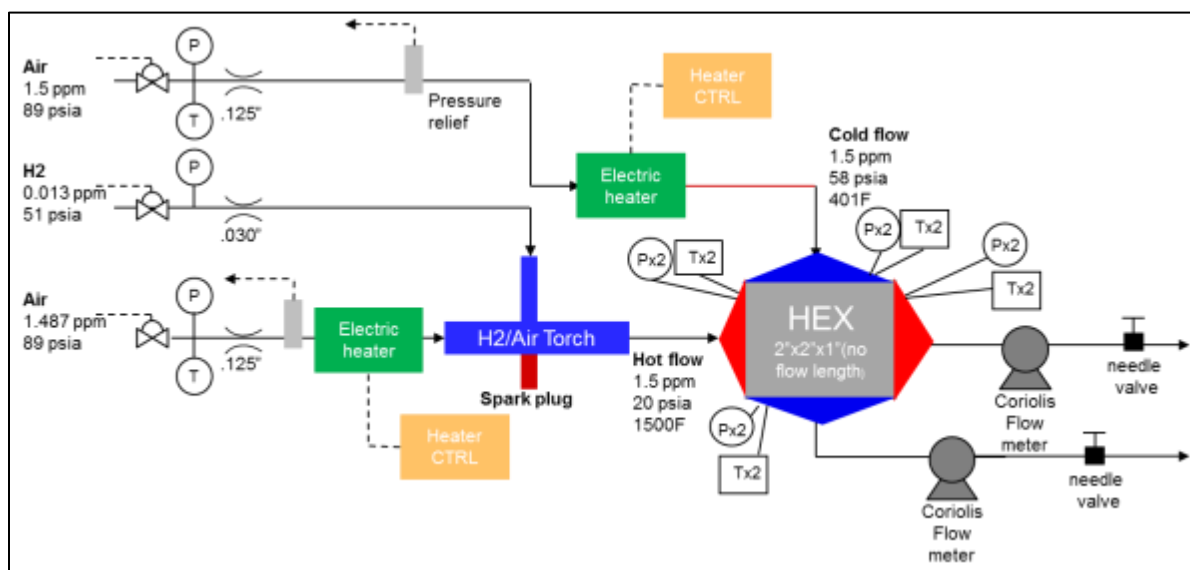 P
Air
1.5 ppm
89 psia
T
.125"
Pressure
relief
Heater
CTRL
H2
0.013 ppm
51 psia
P
.030"
Electric
heater
Cold flow
1.5 ppm
58 psia
401F
Px2
Tx2
Px2
Tx2
Px2
Tx2
Air
1.487 ppm
89 psia
P
T
.125"
Electric
heater
H2/Air Torch
Spark plug
Heater
CTRL
Hot flow
1.5 ppm
20 psia
1500F
HEX
2"x2"x1"(no
flow length)
Px2
Tx2
Coriolis
Flow
meter
needle
valve
Coriolis
Flow
meter
needle
valve